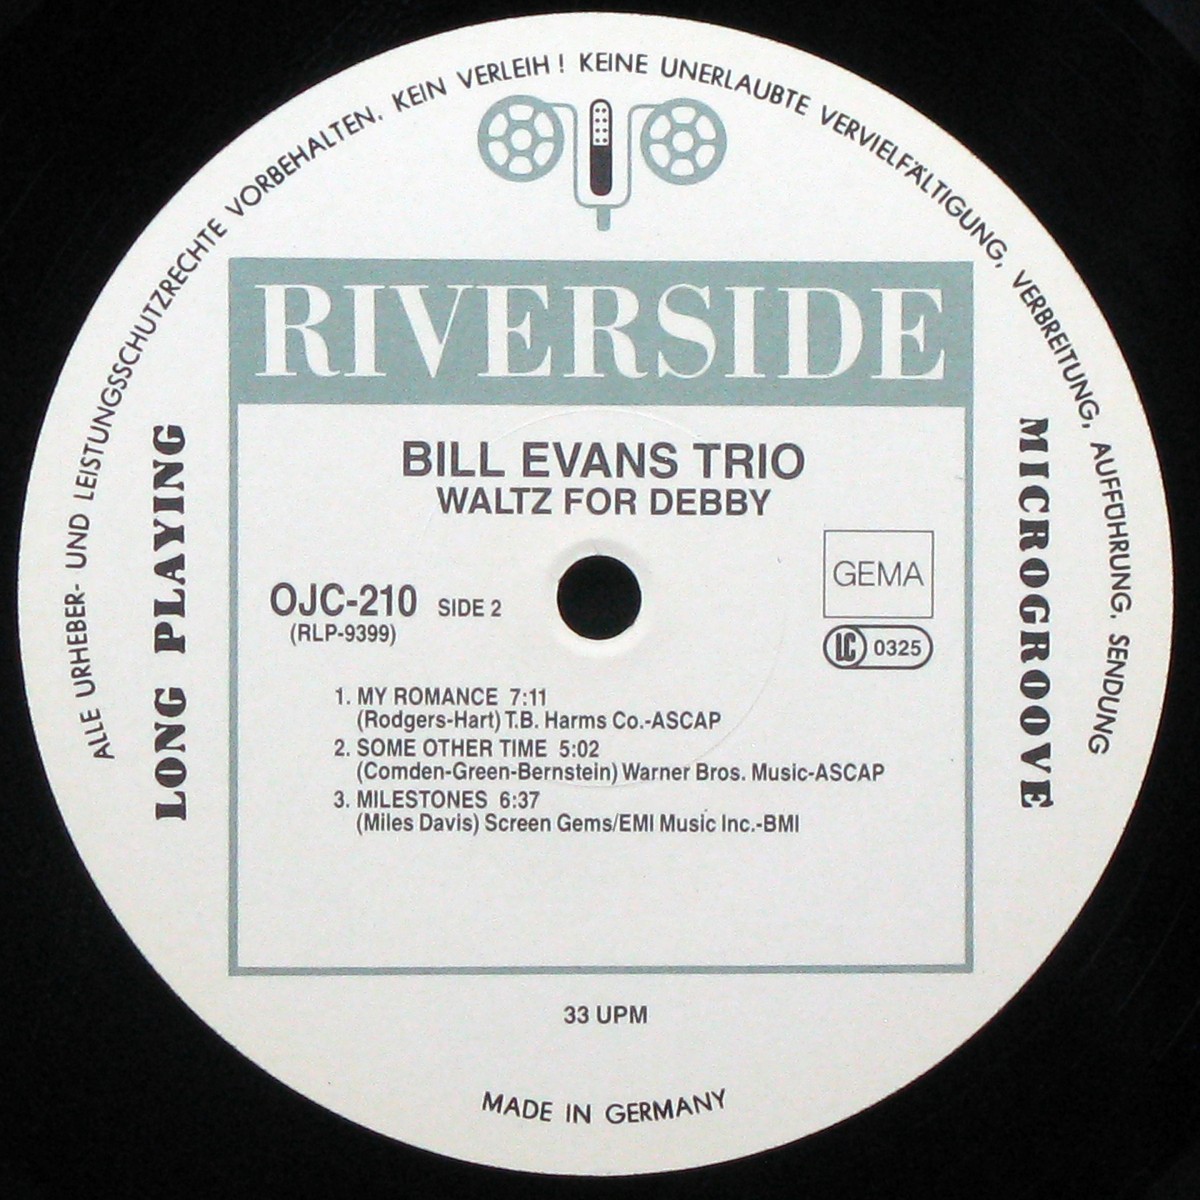 ALLE URHEBER- UND LEISTUNGSSCHUTZRECHTE VORBEHALTEN. KEIN VERLEIH! KEINE UNERLAUBTE VERVIELFÄLTIGUNG, VERBREITUNG, AUFFÜHRUNG, SENDUNG
RIVERSIDE
LONG PLAYING
MICROGROOVE
BILL EVANS TRIO
WALTZ FOR DEBBY
OJC-210 SIDE 2
(RLP-9399)
GEMA
LC 0325
1. MY ROMANCE 7:11
(Rodgers-Hart) T.B. Harms Co.-ASCAP
2. SOME OTHER TIME 5:02
(Comden-Green-Bernstein) Warner Bros. Music-ASCAP
3. MILESTONES 6:37
(Miles Davis) Screen Gems/EMI Music Inc.-BMI
33 UPM
MADE IN GERMANY